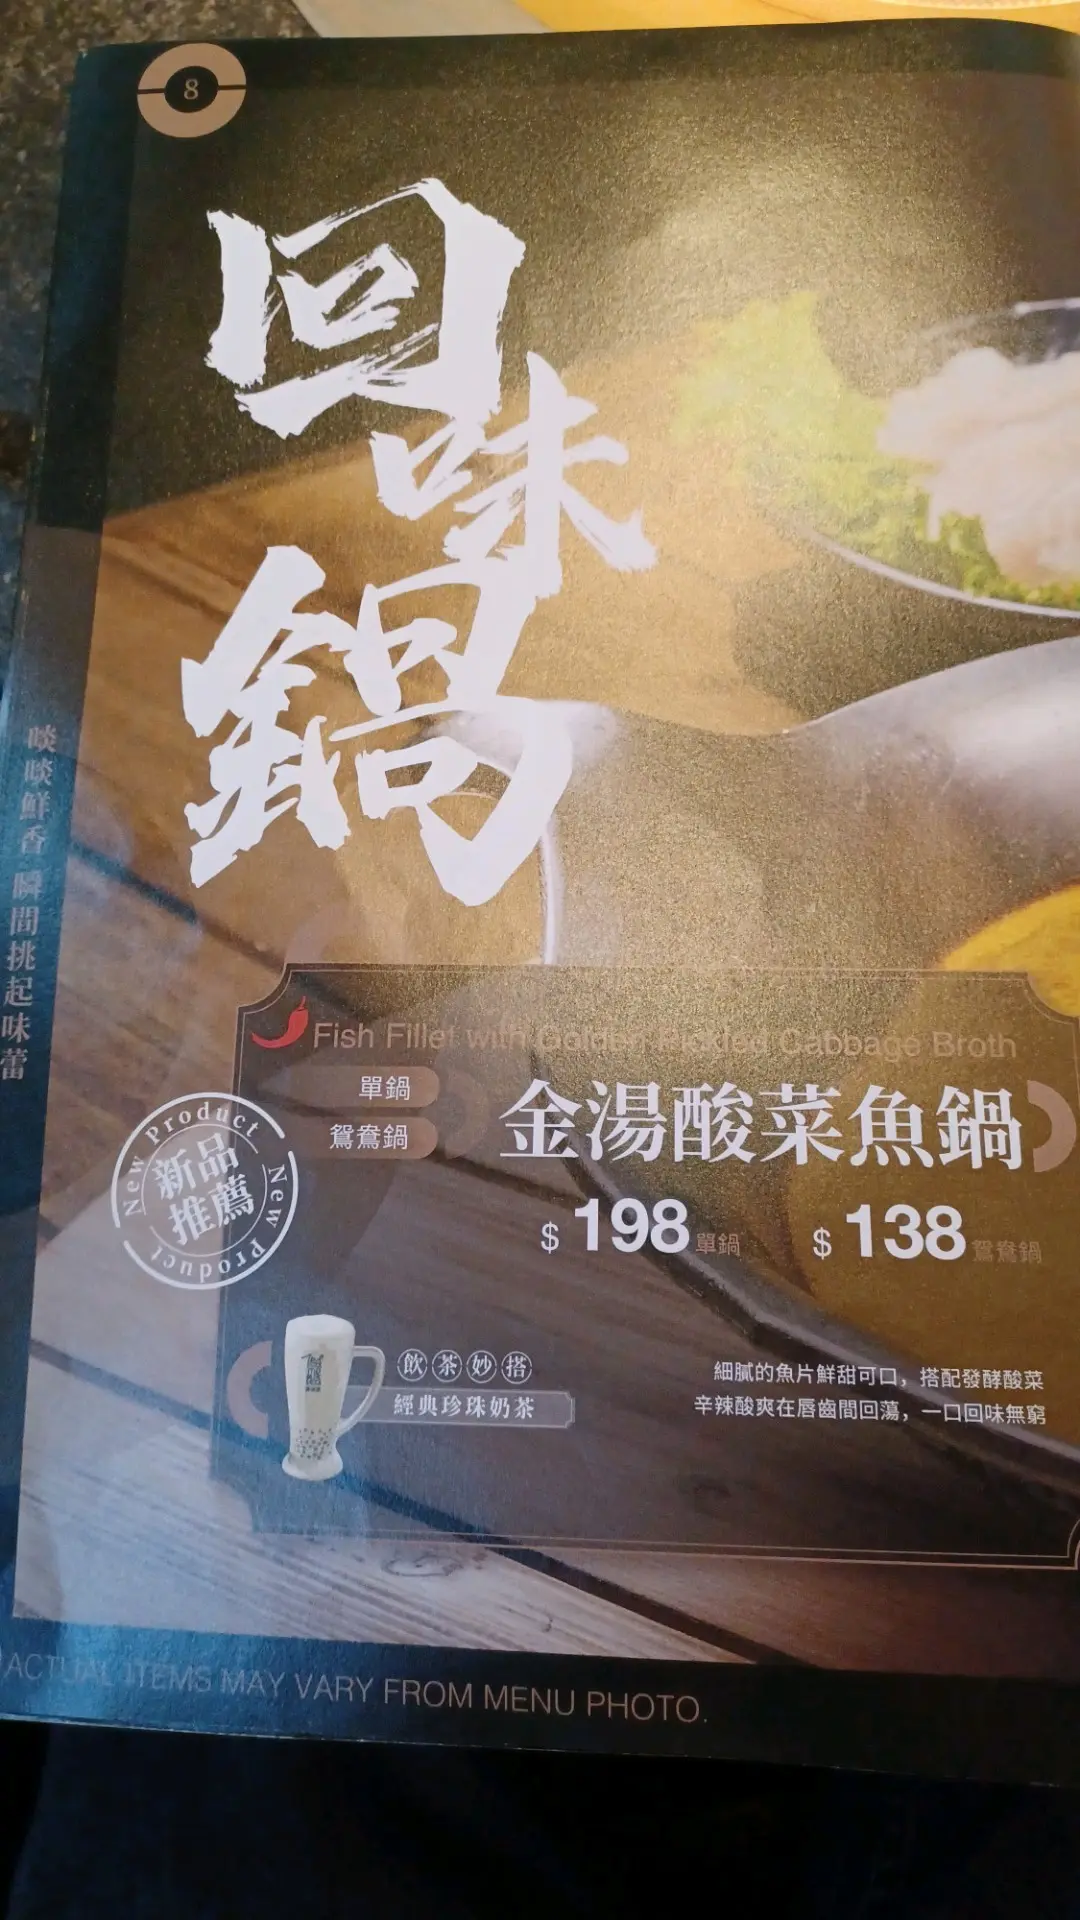 8
回味鍋
啖啖鮮香 瞬間挑起味蕾
Fish Fillet with Golden Pickled Cabbage Broth
單鍋
鴛鴦鍋
金湯酸菜魚鍋
$ 198 單鍋 $ 138 鴛鴦鍋
New Product New Product
新品
推薦
飲茶妙搭
經典珍珠奶茶
細膩的魚片鮮甜可口，搭配發酵酸菜
辛辣酸爽在唇齒間回蕩，一口回味無窮
ACTUAL ITEMS MAY VARY FROM MENU PHOTO.